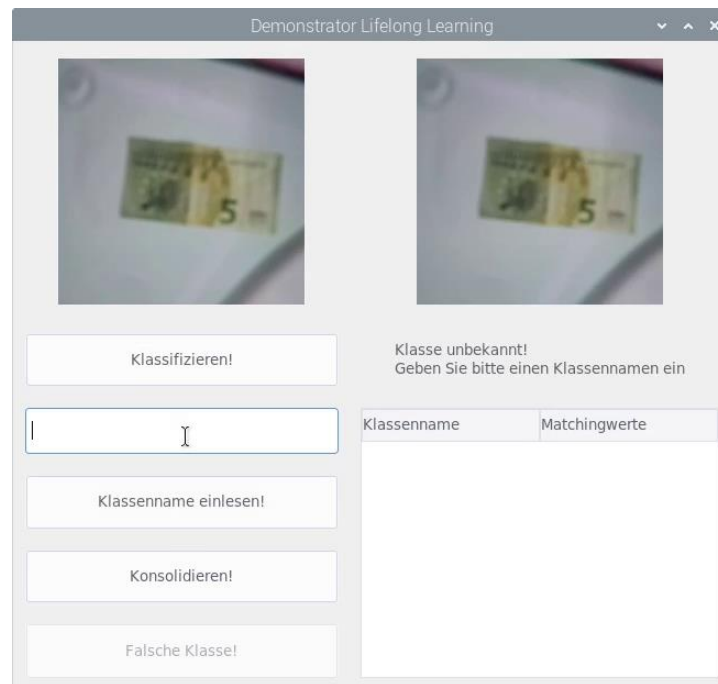 Demonstrator Lifelong Learning
5
5
Klassifizieren!
Klasse unbekannt!
Geben Sie bitte einen Klassennamen ein
Klassenname
Matchingwerte
Klassenname einlesen!
Konsolidieren!
Falsche Klasse!